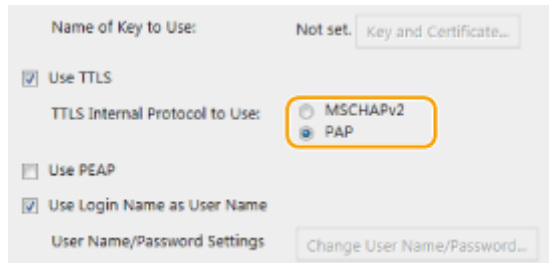 Name of Key to Use: Not set. Key and Certificate...
Use TTLS
TTLS Internal Protocol to Use: MSCHAPv2
PAP
Use PEAP
Use Login Name as User Name
User Name/Password Settings Change User Name/Password...